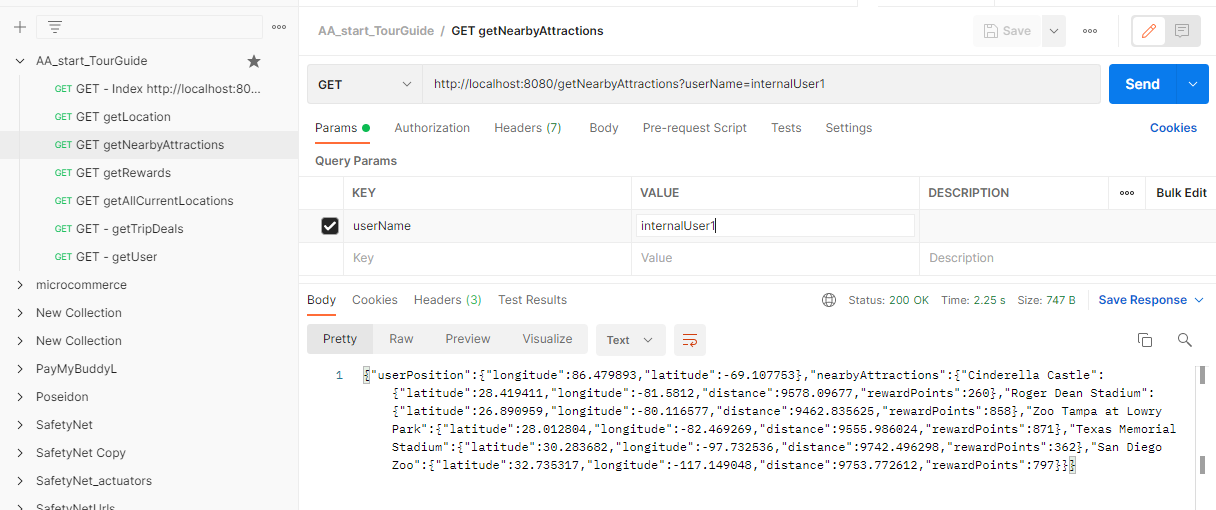 AA_start_TourGuide / GET getNearbyAttractions
Save
AA_start_TourGuide
GET GET - Index http://localhost:80...
GET GET getLocation
GET GET getNearbyAttractions
GET GET getRewards
GET GET getAllCurrentLocations
GET GET - getTripDeals
GET GET - getUser
microcommerce
New Collection
New Collection
PayMyBuddyL
Poseidon
SafetyNet
SafetyNet Copy
SafetyNet_actuators
SafetyNetUrls
GET http://localhost:8080/getNearbyAttractions?userName=internalUser1 Send
Params Authorization Headers (7) Body Pre-request Script Tests Settings Cookies
Query Params
KEY VALUE DESCRIPTION Bulk Edit
userName internalUser1
Key Value Description
Body Cookies Headers (3) Test Results Status: 200 OK Time: 2.25 s Size: 747 B Save Response
Pretty Raw Preview Visualize Text
1 {"userPosition":{"longitude":86.479893,"latitude":-69.107753},"nearbyAttractions":{"Cinderella Castle":
{"latitude":28.419411,"longitude":-81.5812,"distance":9578.09677,"rewardPoints":260},"Roger Dean Stadium":
{"latitude":26.890959,"longitude":-80.116577,"distance":9462.835625,"rewardPoints":858},"Zoo Tampa at Lowry
Park":{"latitude":28.012804,"longitude":-82.469269,"distance":9555.986024,"rewardPoints":871},"Texas Memorial
Stadium":{"latitude":30.283682,"longitude":-97.732536,"distance":9742.496298,"rewardPoints":362},"San Diego
Zoo":{"latitude":32.735317,"longitude":-117.149048,"distance":9753.772612,"rewardPoints":797}}}